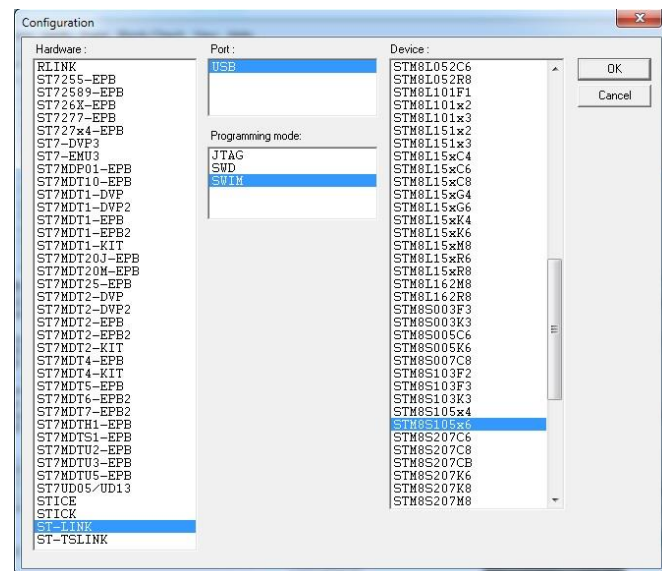 Configuration
Hardware :
RLINK
ST7255-EPB
ST72589-EPB
ST726X-EPB
ST7277-EPB
ST727x4-EPB
ST7-DVP3
ST7-EMU3
ST7MDP01-EPB
ST7MDT10-EPB
ST7MDT1-DVP
ST7MDT1-DVP2
ST7MDT1-EPB
ST7MDT1-EPB2
ST7MDT1-KIT
ST7MDT20J-EPB
ST7MDT20M-EPB
ST7MDT25-EPB
ST7MDT2-DVP
ST7MDT2-DVP2
ST7MDT2-EPB
ST7MDT2-EPB2
ST7MDT2-KIT
ST7MDT4-EPB
ST7MDT4-KIT
ST7MDT5-EPB
ST7MDT6-EPB2
ST7MDT7-EPB2
ST7MDTH1-EPB
ST7MDTS1-EPB
ST7MDTU2-EPB
ST7MDTU3-EPB
ST7MDTU5-EPB
ST7UD05/UD13
STICE
STICK
ST-LINK
ST-TSLINK
Port :
USB
Programming mode:
JTAG
SWD
SWIM
Device :
STM8L052C6
STM8L052R8
STM8L101F1
STM8L101x2
STM8L101x3
STM8L151x2
STM8L151x3
STM8L15xC4
STM8L15xC6
STM8L15xC8
STM8L15xG4
STM8L15xG6
STM8L15xK4
STM8L15xK6
STM8L15xM8
STM8L15xR6
STM8L15xR8
STM8L162M8
STM8L162R8
STM8S003F3
STM8S003K3
STM8S005C6
STM8S005K6
STM8S007C8
STM8S103F2
STM8S103F3
STM8S103K3
STM8S105x4
STM8S105x6
STM8S207C6
STM8S207C8
STM8S207CB
STM8S207K6
STM8S207K8
STM8S207M8
OK
Cancel